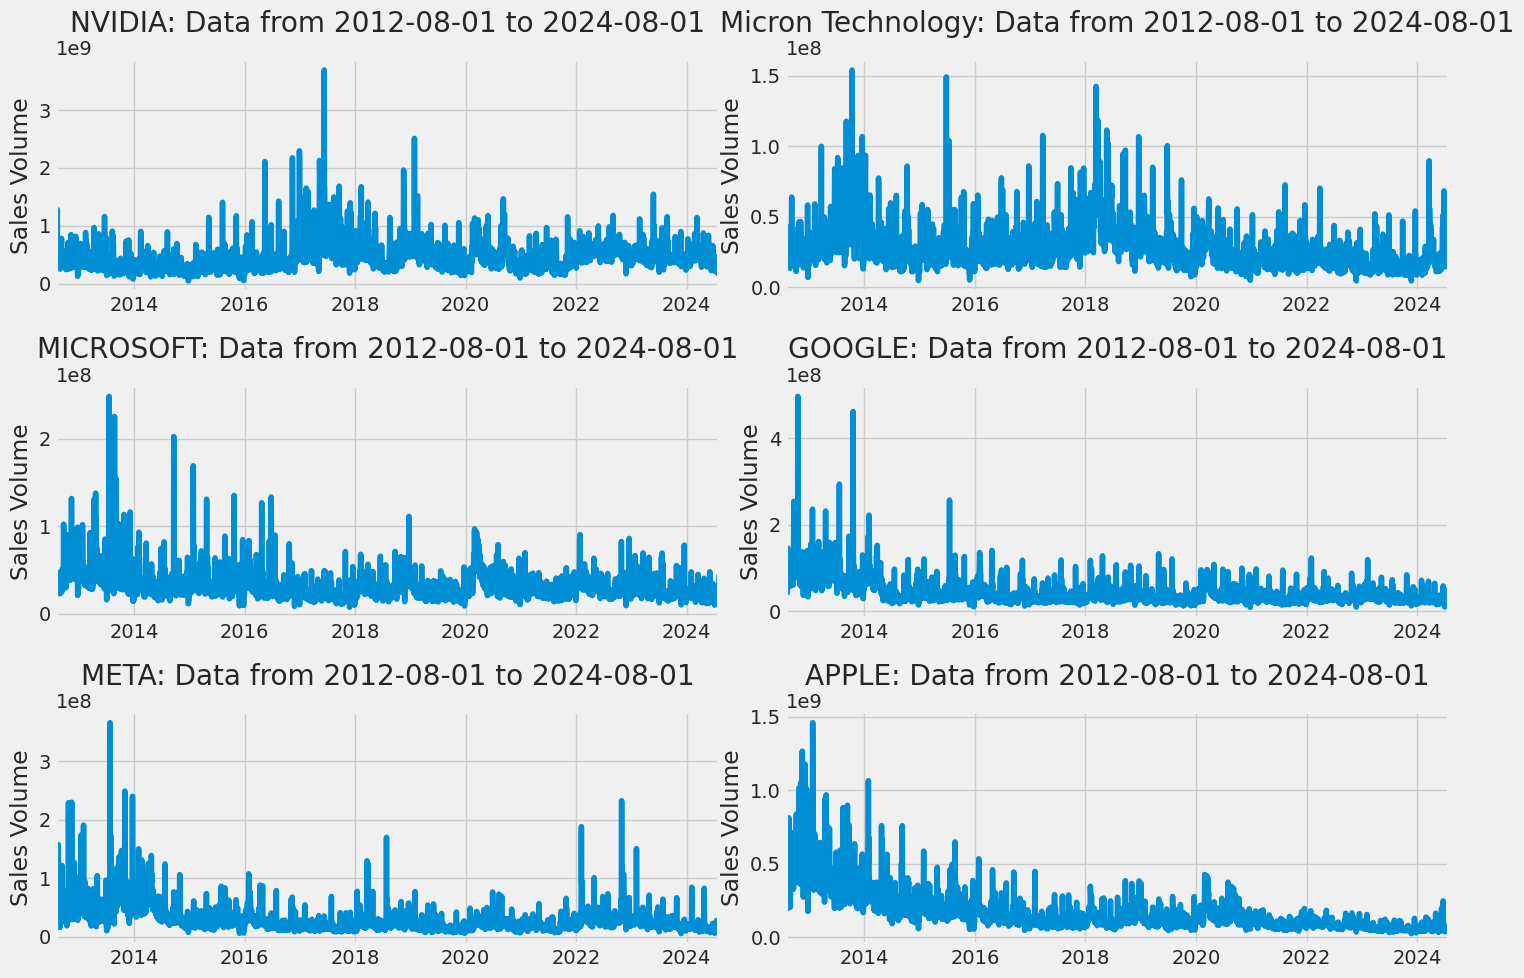 NVIDIA: Data from 2012-08-01 to 2024-08-01
1e9
Sales Volume
3
2
1
0
2014 2016 2018 2020 2022 2024
Micron Technology: Data from 2012-08-01 to 2024-08-01
1e8
Sales Volume
1.5
1.0
0.5
0.0
2014 2016 2018 2020 2022 2024
MICROSOFT: Data from 2012-08-01 to 2024-08-01
1e8
Sales Volume
2
1
0
2014 2016 2018 2020 2022 2024
GOOGLE: Data from 2012-08-01 to 2024-08-01
1e8
Sales Volume
4
2
0
2014 2016 2018 2020 2022 2024
META: Data from 2012-08-01 to 2024-08-01
1e8
Sales Volume
3
2
1
0
2014 2016 2018 2020 2022 2024
APPLE: Data from 2012-08-01 to 2024-08-01
1e9
Sales Volume
1.5
1.0
0.5
0.0
2014 2016 2018 2020 2022 2024